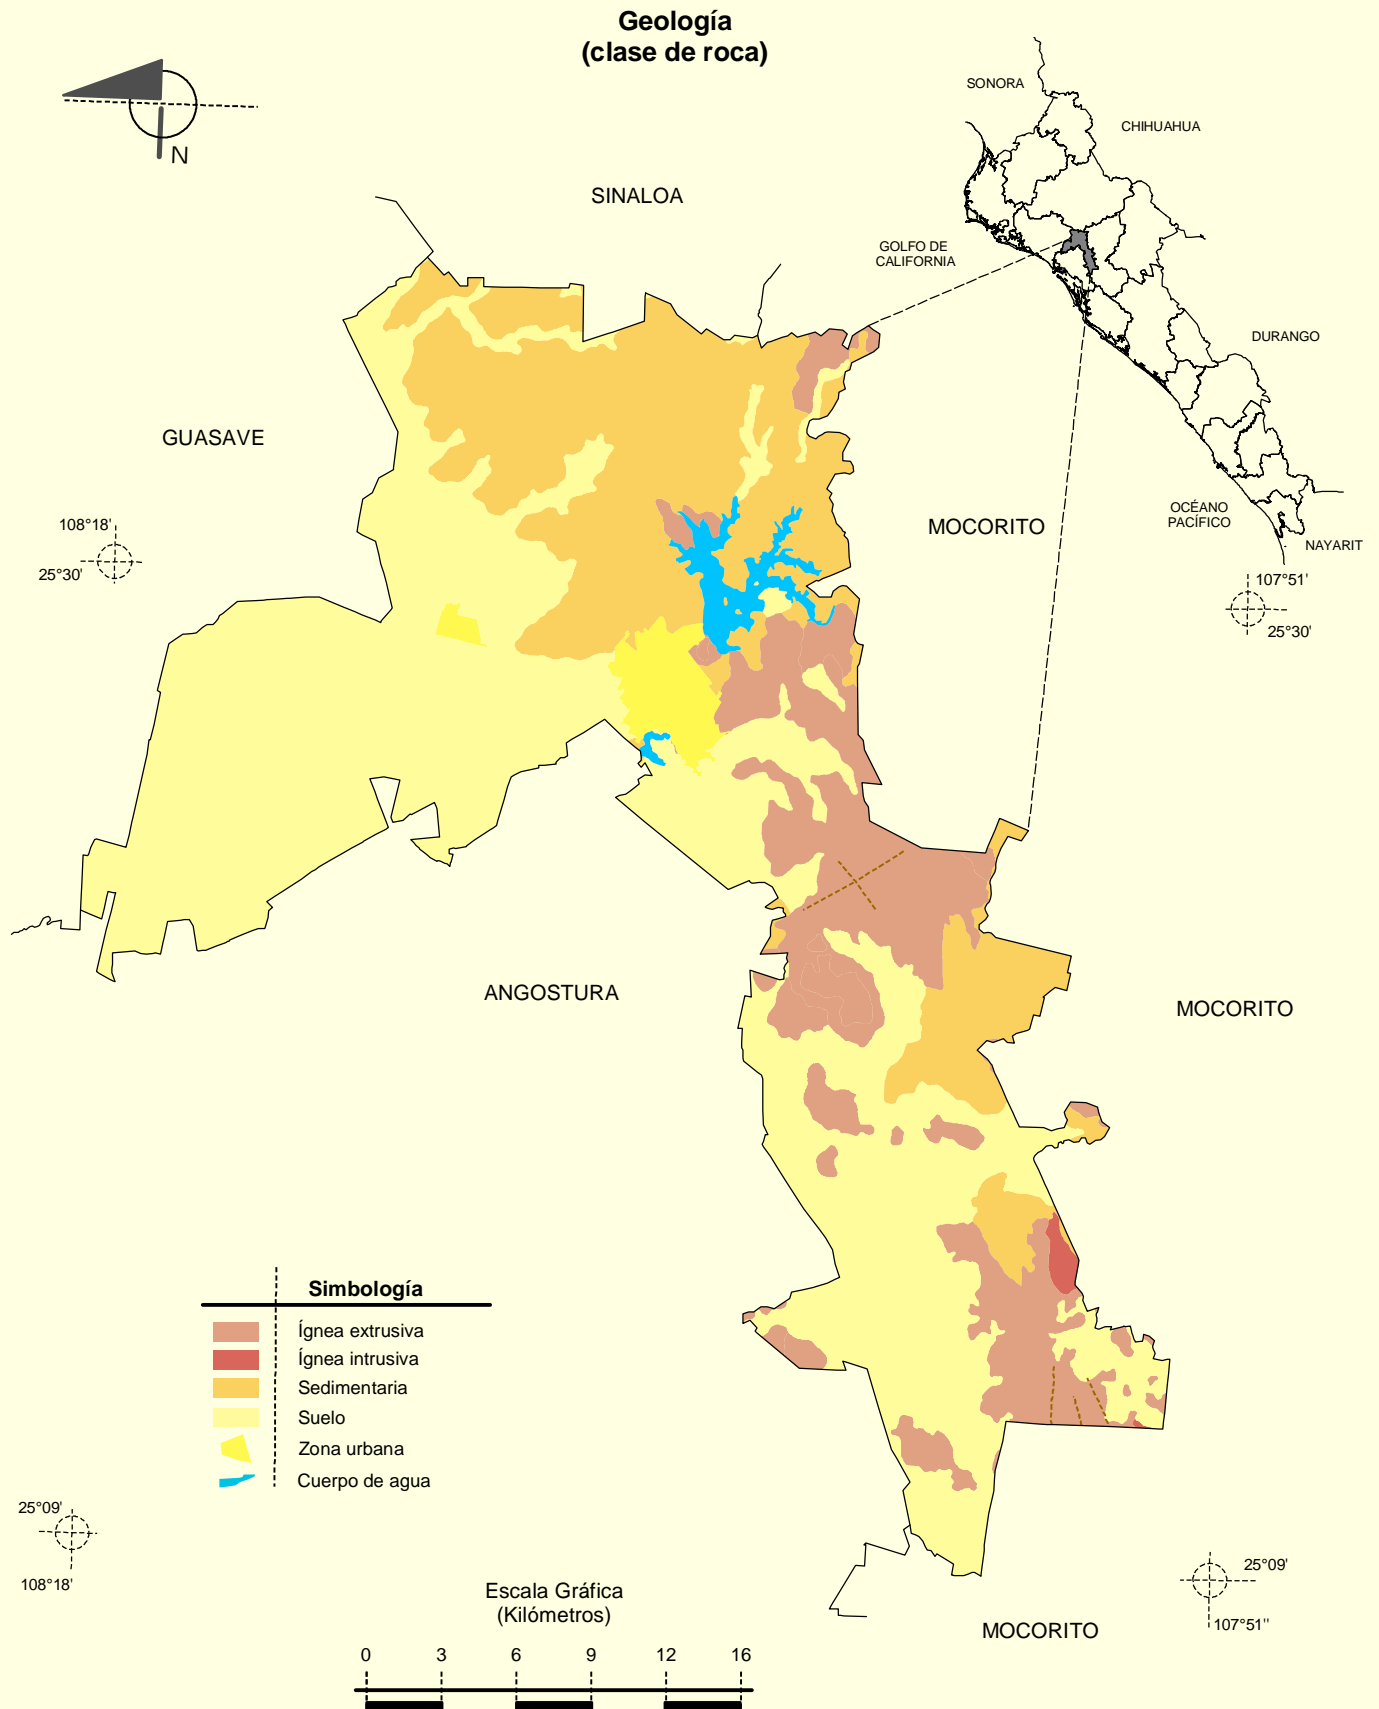 Geología
(clase de roca)
N
SONORA
CHIHUAHUA
SINALOA
GOLFO DE
CALIFORNIA
DURANGO
GUASAVE
OCÉANO
PACÍFICO
NAYARIT
108°18'
25°30'
MOCORITO
107°51'
25°30'
ANGOSTURA
MOCORITO
Simbología
Ígnea extrusiva
Ígnea intrusiva
Sedimentaria
Suelo
Zona urbana
Cuerpo de agua
25°09'
108°18'
25°09'
107°51''
Escala Gráfica
(Kilómetros)
MOCORITO
0 3 6 9 12 16